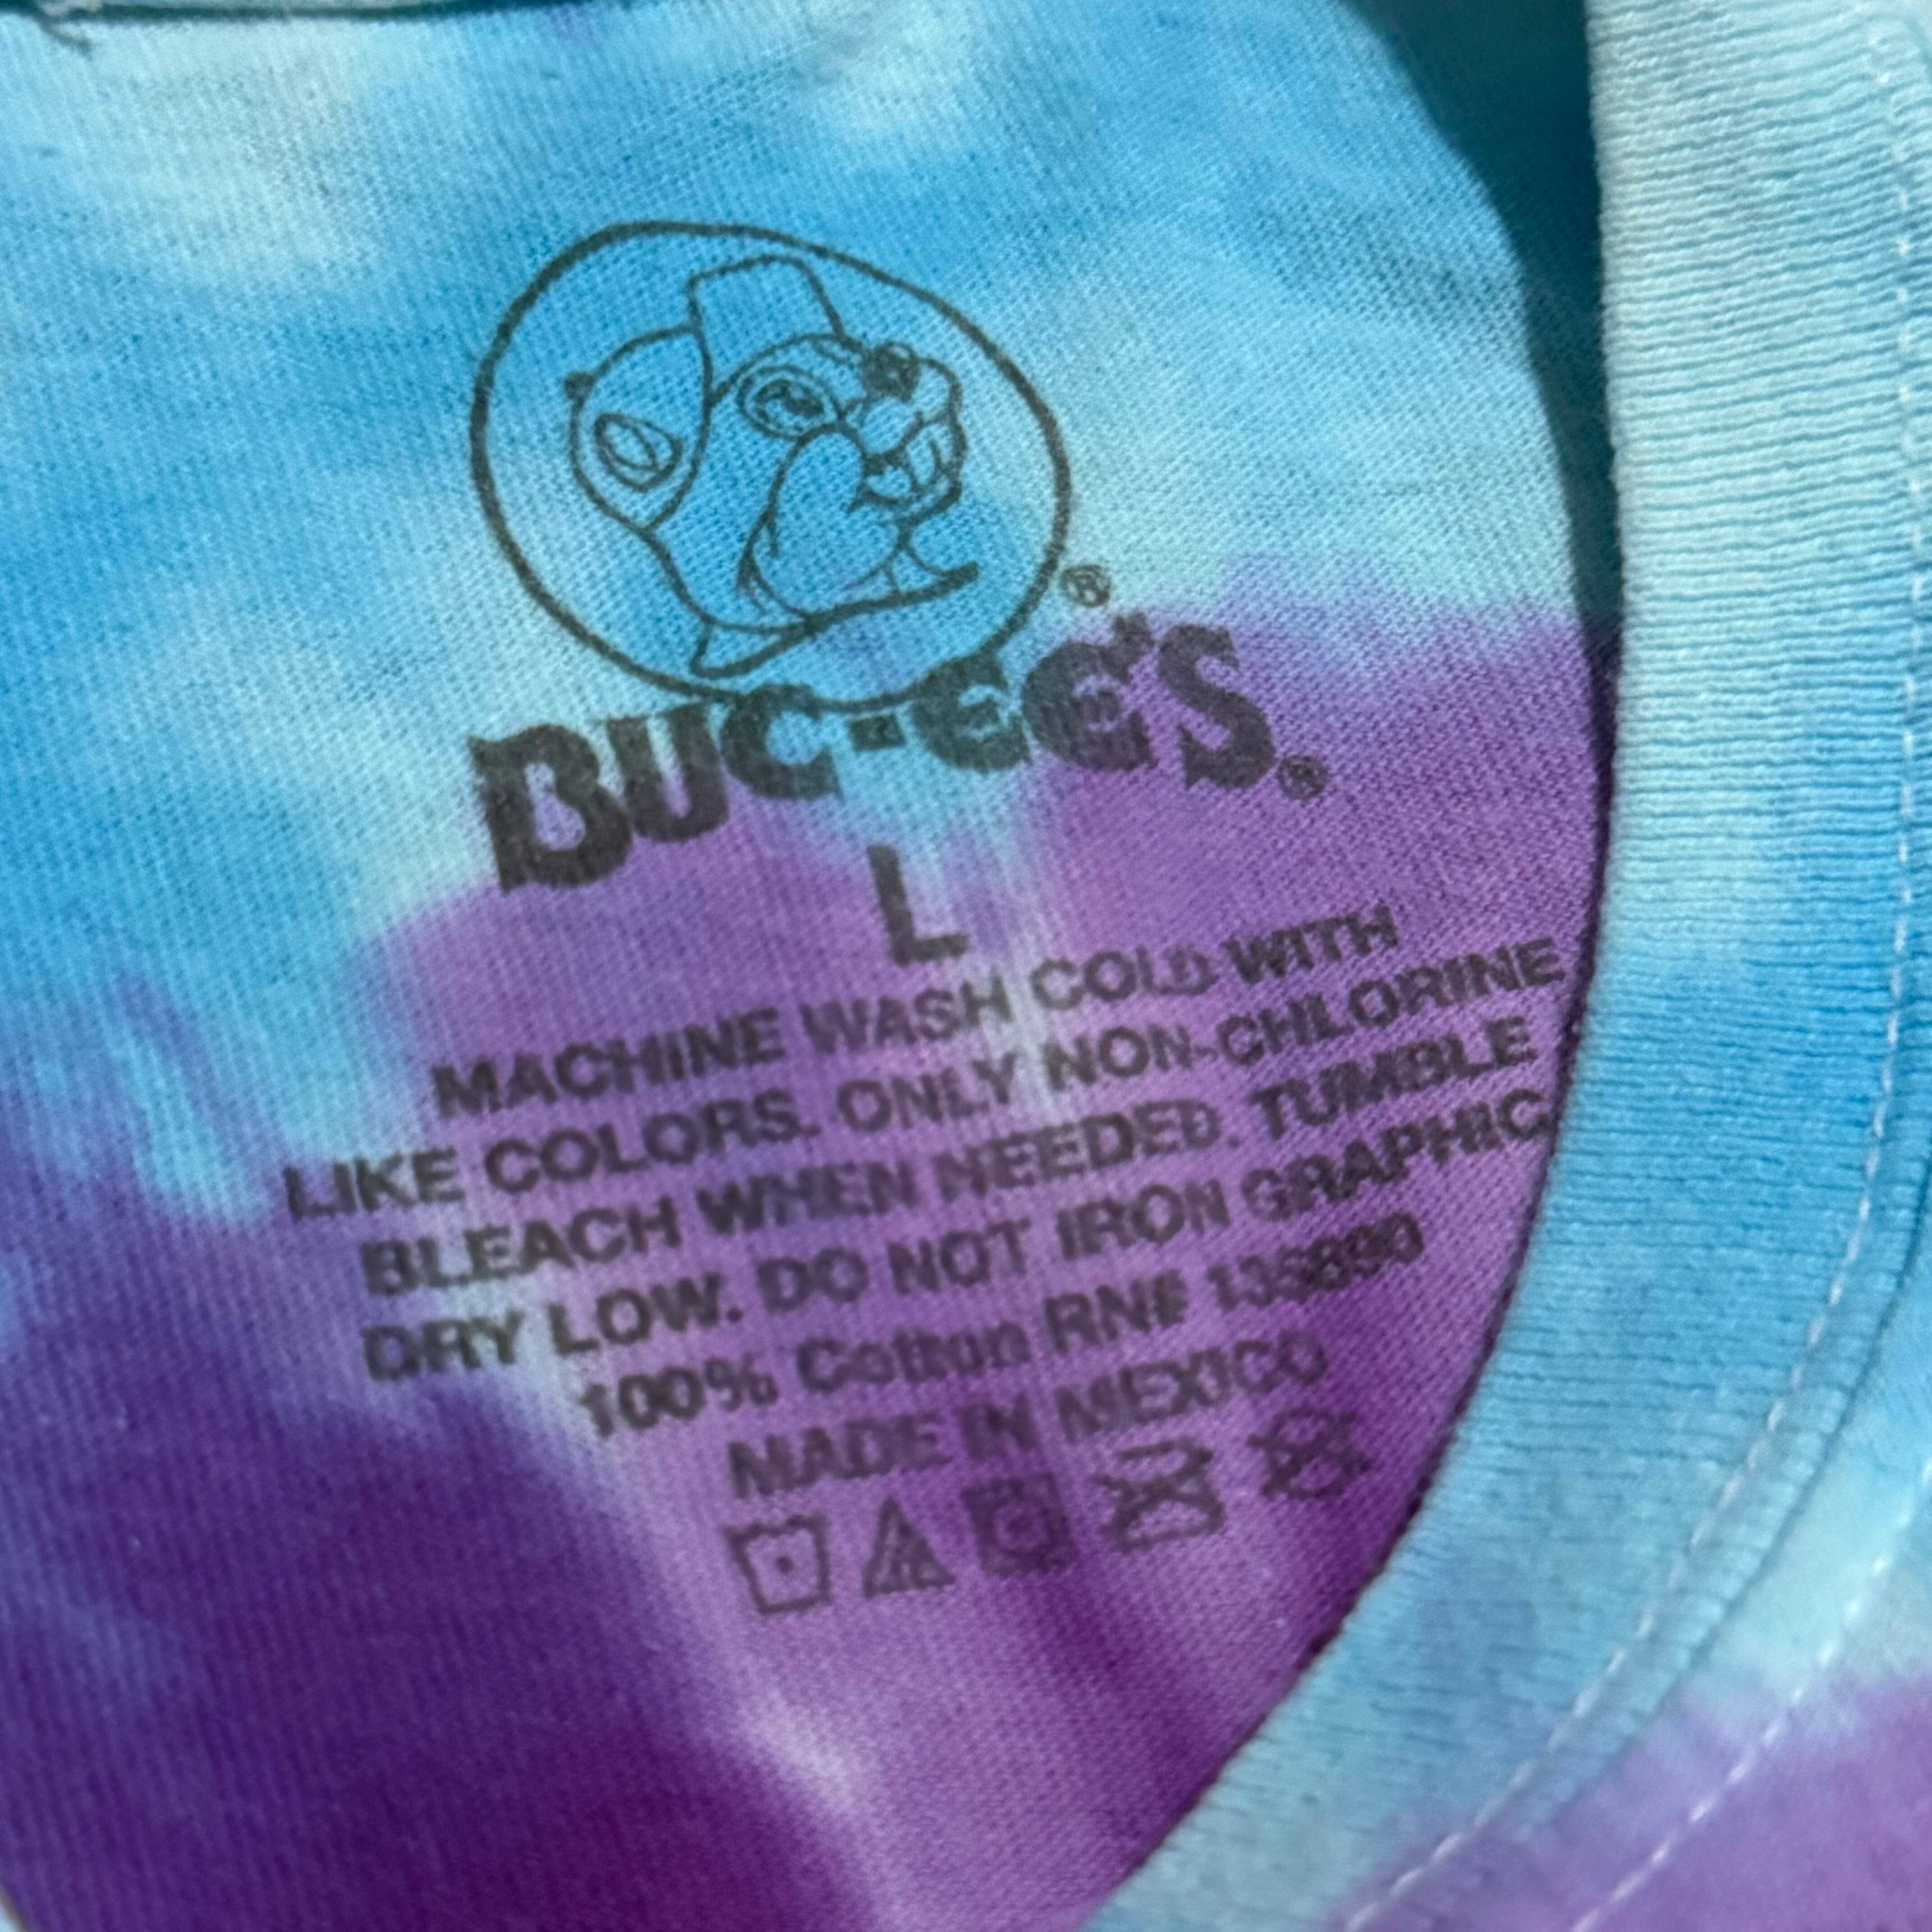 ®
BUC-EE'S®
L
MACHINE WASH COLD WITH
LIKE COLORS. ONLY NON-CHLORINE
BLEACH WHEN NEEDED. TUMBLE
DRY LOW. DO NOT IRON GRAPHIC.
100% Cotton RN#
MADE IN MEXICO